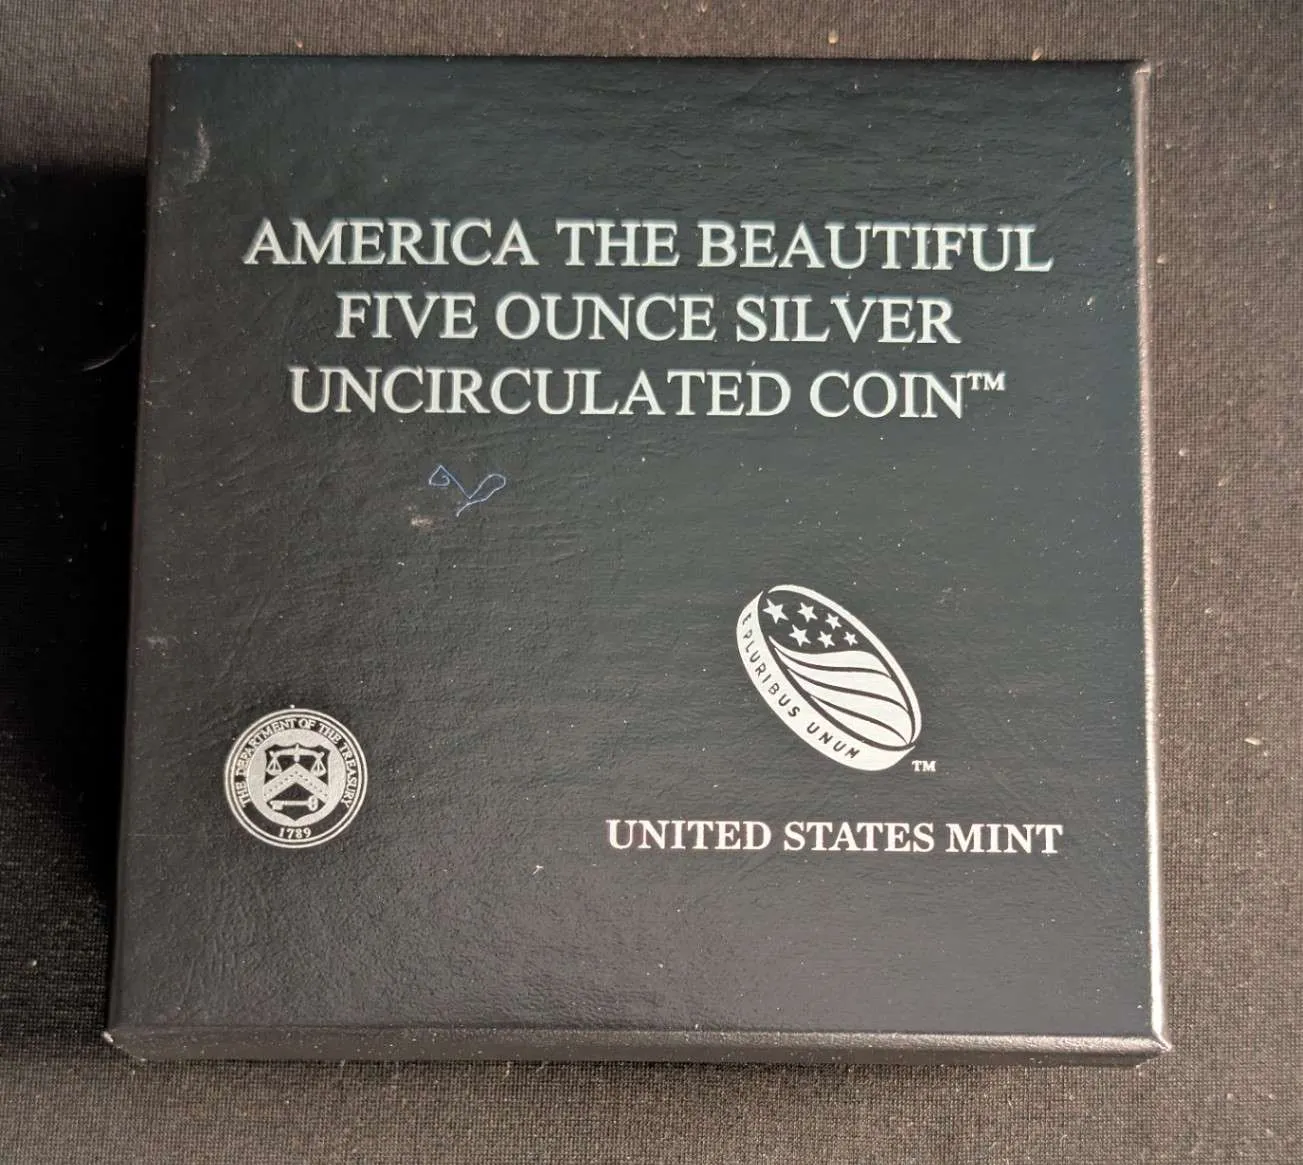 AMERICA THE BEAUTIFUL
FIVE OUNCE SILVER
UNCIRCULATED COIN™
E PLURIBUS UNUM
TM
THE DEPARTMENT OF THE TREASURY
1789
UNITED STATES MINT